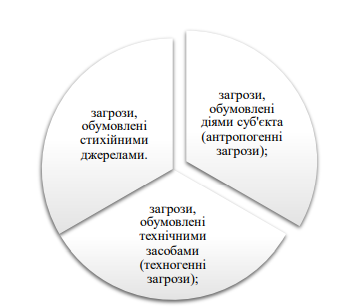 загрози,
обумовлені
діями суб'єкта
(антропогенні
загрози);
загрози,
обумовлені
технічними
засобами
(техногенні
загрози);
загрози,
обумовлені
стихійними
джерелами.